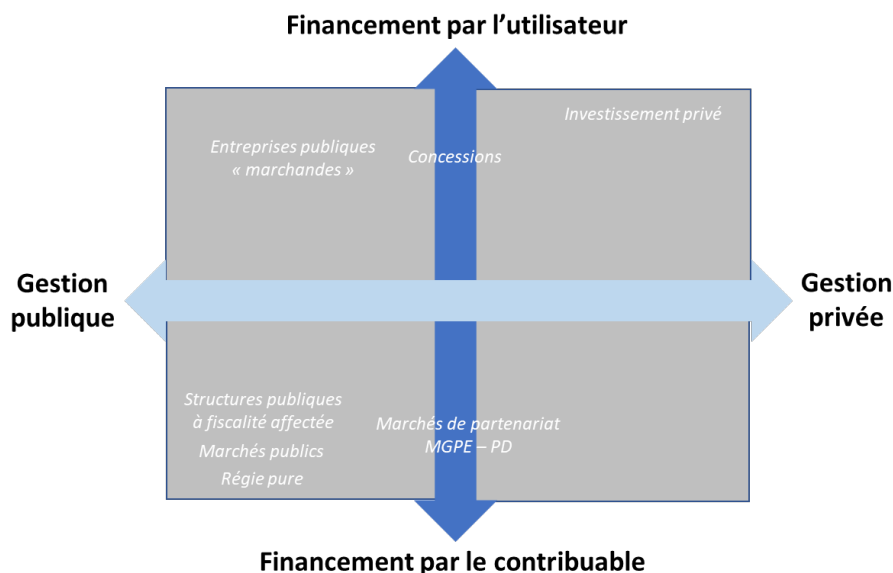 Financement par l'utilisateur
Investissement privé
Entreprises publiques
« marchandes »
Concessions
Gestion
publique
Gestion
privée
Structures publiques
à fiscalité affectée
Marchés publics
Régie pure
Marchés de partenariat
MGPE – PD
Financement par le contribuable